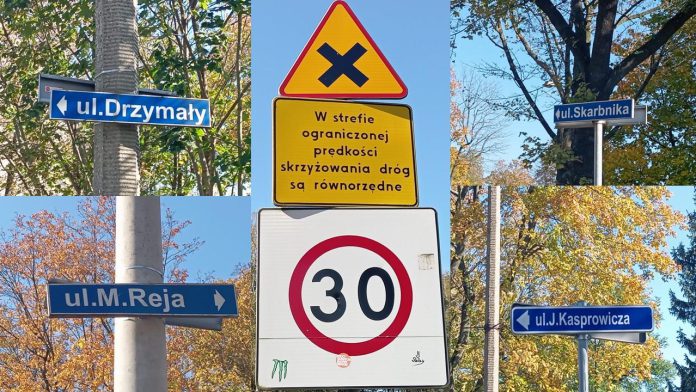 ul.Drzymały
ul.M.Reja
W strefie
ograniczonej
prędkości
skrzyżowania dróg
są równorzędne
30
ul.Skarbnika
ul.J.Kasprowicza